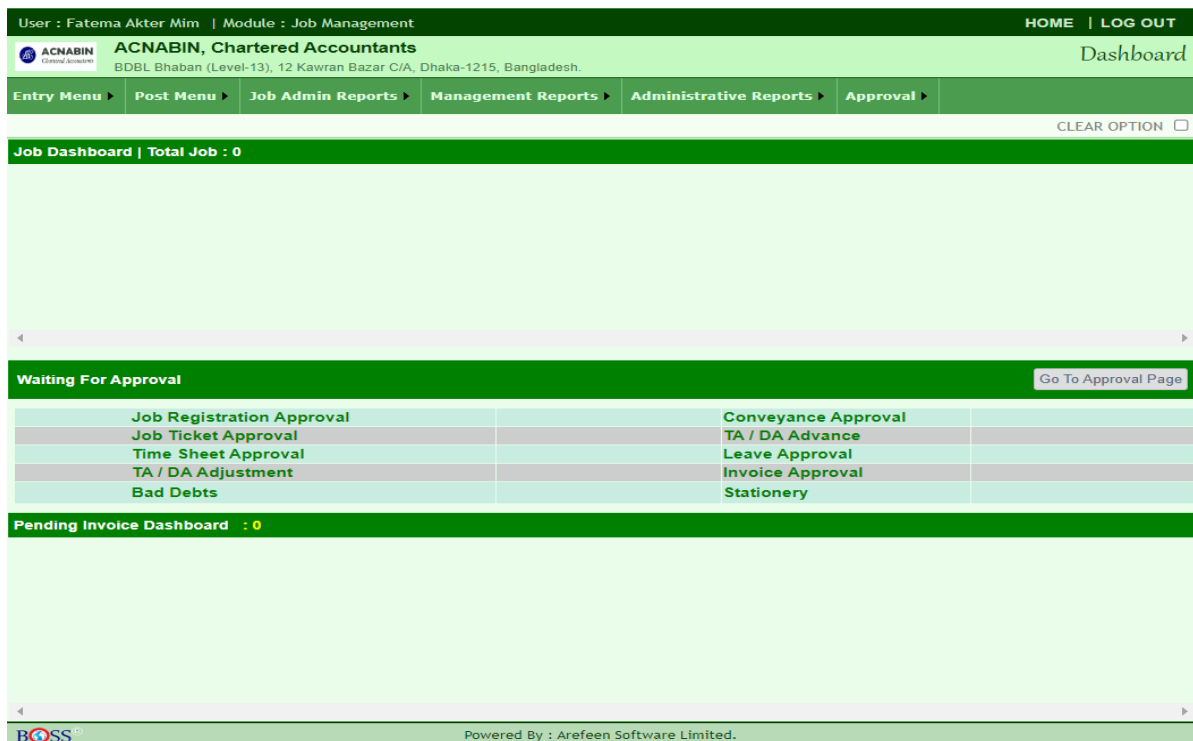 User : Fatema Akter Mim | Module : Job Management HOME | LOG OUT
ACNABIN
Chartered Accountants
ACNABIN, Chartered Accountants
BDBL Bhaban (Level-13), 12 Kawran Bazar C/A, Dhaka-1215, Bangladesh.
Dashboard
Entry Menu Post Menu Job Admin Reports Management Reports Administrative Reports Approval
CLEAR OPTION
Job Dashboard | Total Job : 0
Waiting For Approval Go To Approval Page
Job Registration Approval Conveyance Approval
Job Ticket Approval TA / DA Advance
Time Sheet Approval Leave Approval
TA / DA Adjustment Invoice Approval
Bad Debts Stationery
Pending Invoice Dashboard : 0
BOSS® Powered By : Arefeen Software Limited.